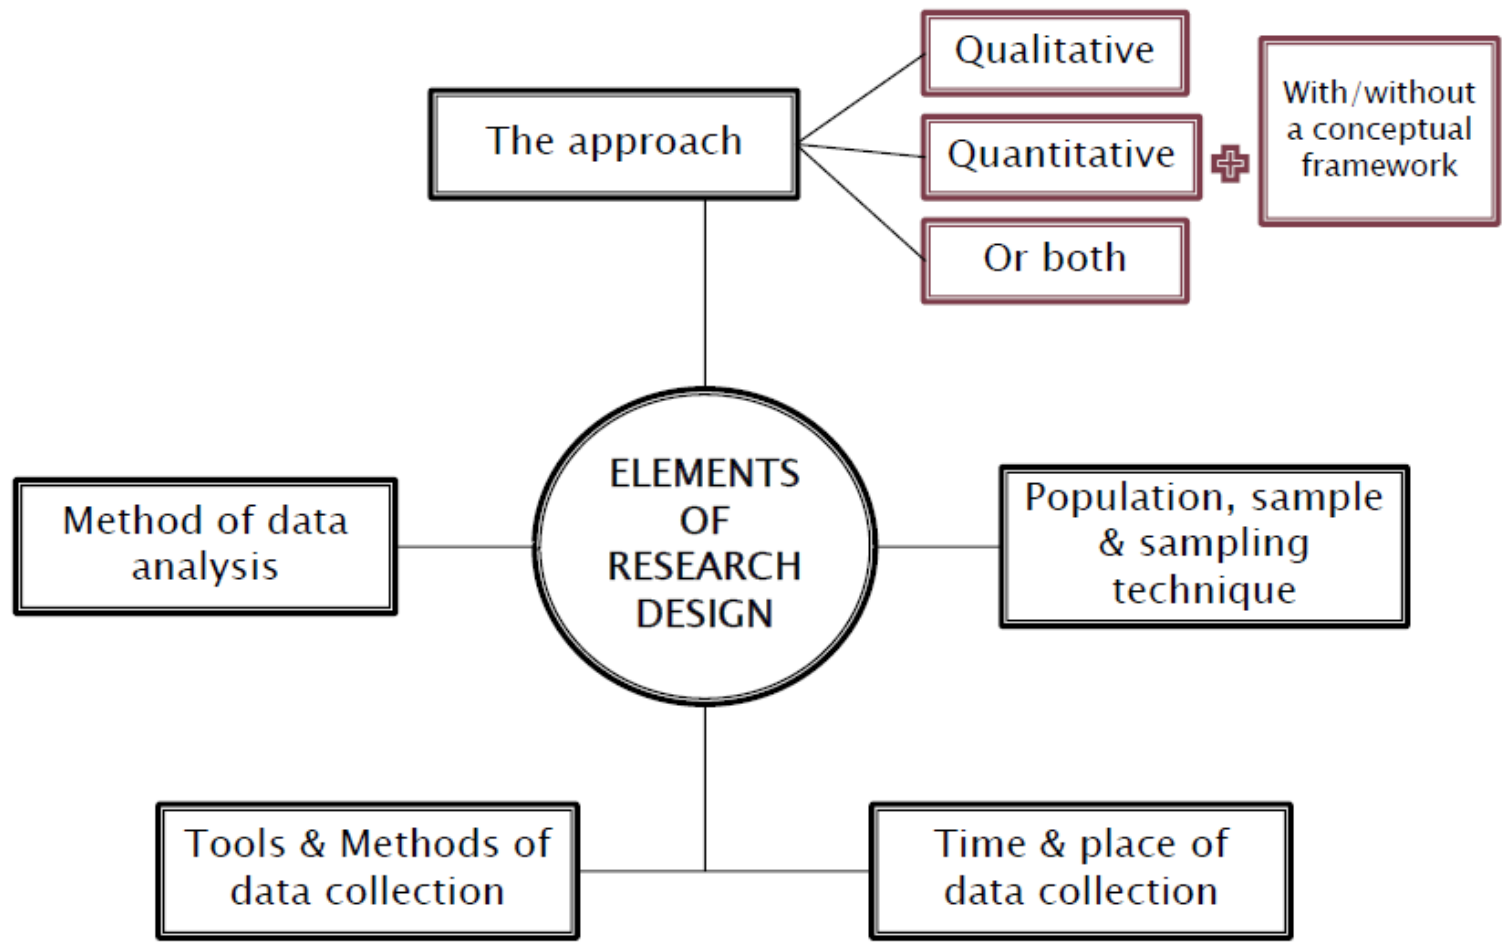 Qualitative
The approach
Quantitative
Or both
With/without
a conceptual
framework
ELEMENTS
OF
RESEARCH
DESIGN
Method of data
analysis
Population, sample
& sampling
technique
Tools & Methods of
data collection
Time & place of
data collection